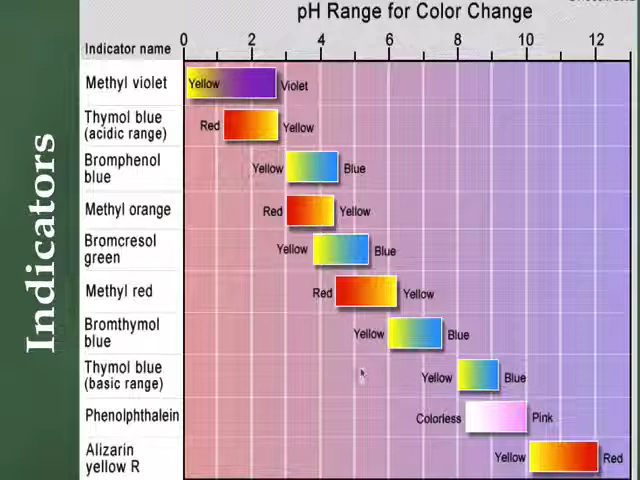 pH Range for Color Change
Indicator name
0 2 4 6 8 10 12
Methyl violet
Yellow Violet
Thymol blue
(acidic range)
Red Yellow
Bromphenol
blue
Yellow Blue
Methyl orange
Red Yellow
Bromcresol
green
Yellow Blue
Methyl red
Red Yellow
Bromthymol
blue
Yellow Blue
Thymol blue
(basic range)
Yellow Blue
Phenolphthalein
Colorless Pink
Alizarin
yellow R
Yellow Red
Indicators